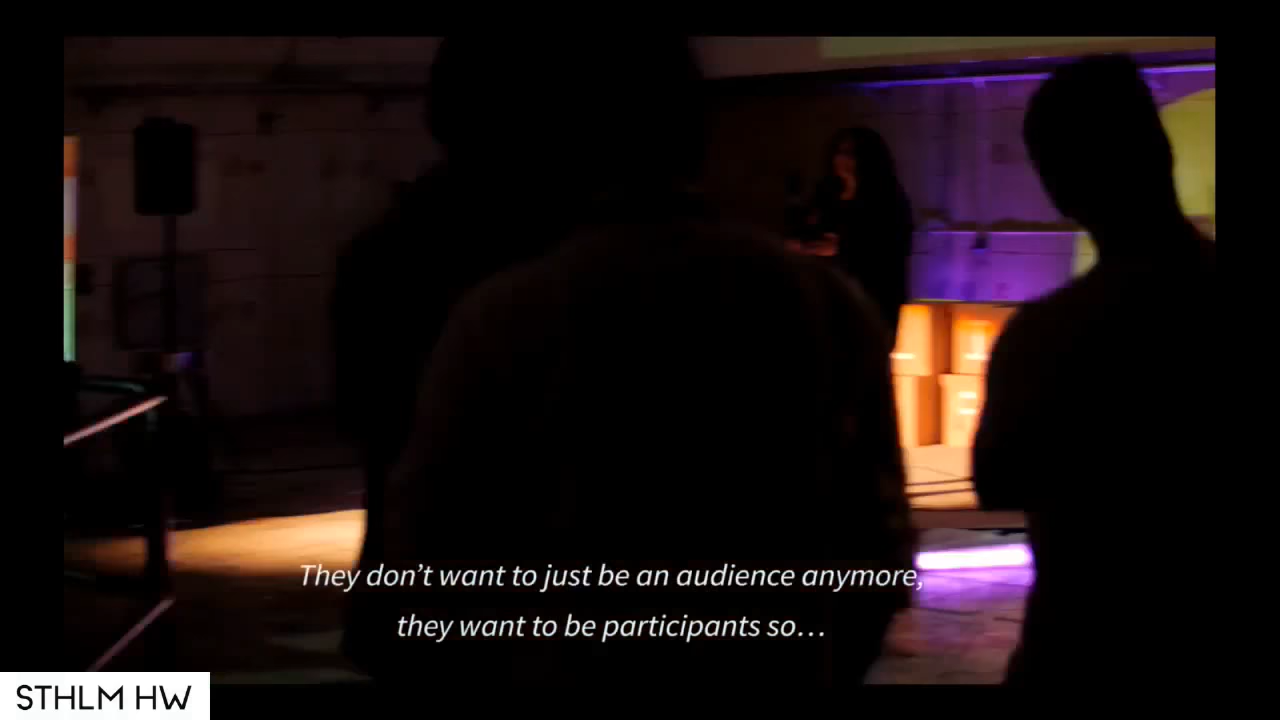 They don’t want to just be an audience anymore,
they want to be participants so…
STHLM HW